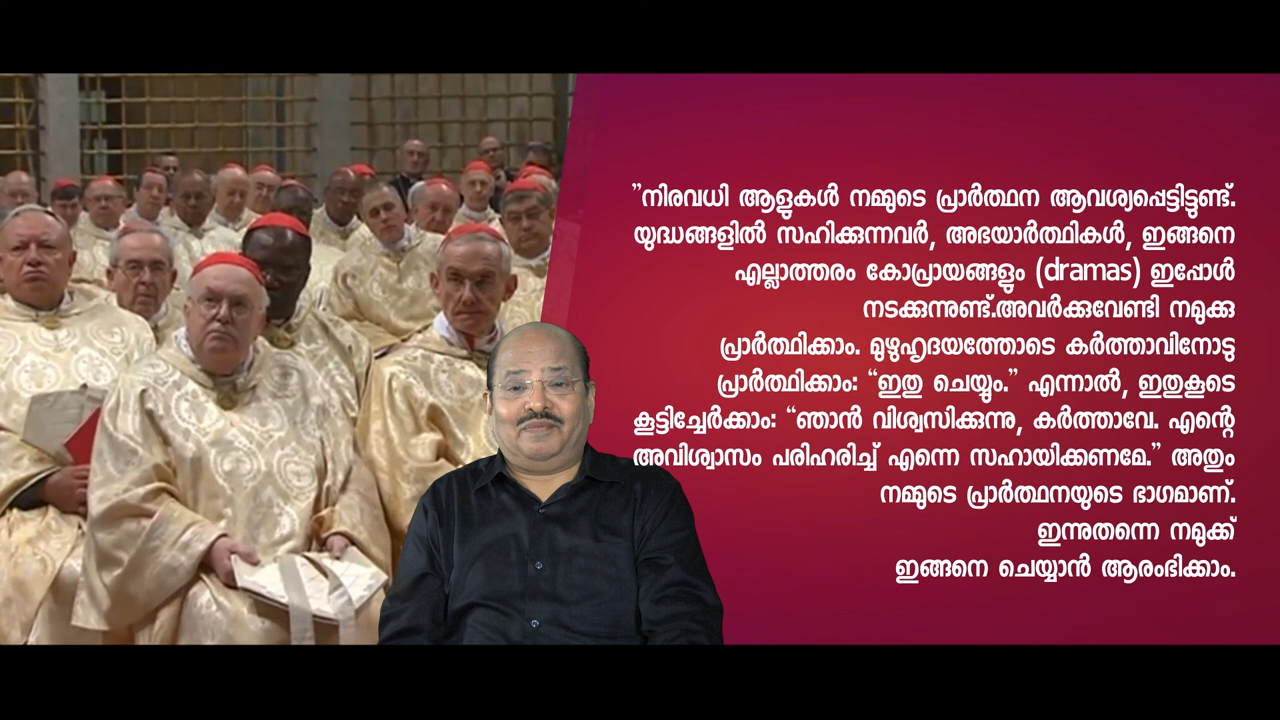 "നിരവധി ആളുകൾ നമ്മുടെ പ്രാർത്ഥന ആവശ്യപ്പെട്ടിട്ടുണ്ട്.
യുദ്ധങ്ങളിൽ സഹിക്കുന്നവർ, അഭയാർത്ഥികൾ, ഇങ്ങനെ
എല്ലാത്തരം കോപ്രായങ്ങളും (dramas) ഇപ്പോൾ
നടക്കുന്നുണ്ട്.അവർക്കുവേണ്ടി നമുക്കു
പ്രാർത്ഥിക്കാം. മുഴുഹൃദയത്തോടെ കർത്താവിനോടു
പ്രാർത്ഥിക്കാം: “ഇതു ചെയ്യും.” എന്നാൽ, ഇതുകൂടെ
കൂട്ടിച്ചേർക്കാം: “ഞാൻ വിശ്വസിക്കുന്നു, കർത്താവേ. എന്റെ
അവിശ്വാസം പരിഹരിച്ച് എന്നെ സഹായിക്കണമേ.” അതും
നമ്മുടെ പ്രാർത്ഥനയുടെ ഭാഗമാണ്.
ഇന്നുതന്നെ നമുക്ക്
ഇങ്ങനെ ചെയ്യാൻ ആരംഭിക്കാം.